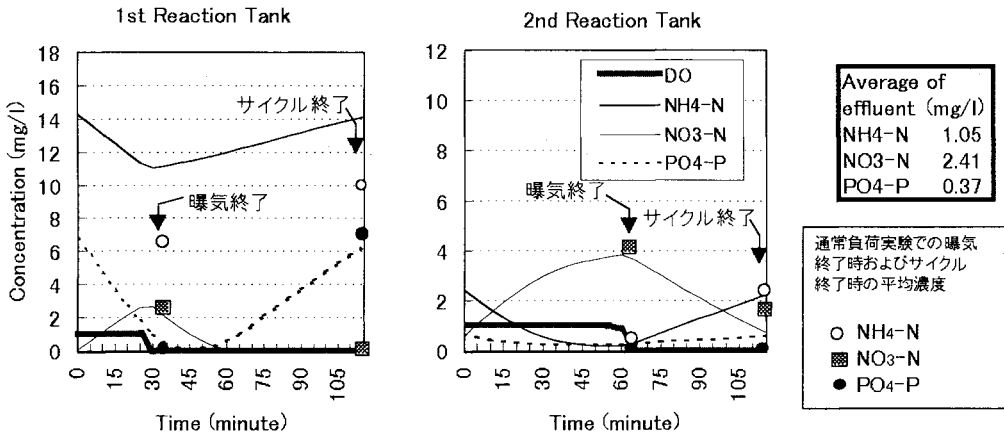 1st Reaction Tank
18
16
14
12
10
8
6
4
2
0
Concentration (mg/l)
サイクル終了
曝気終了
0
15
30
45
60
75
90
105
Time (minute)
2nd Reaction Tank
12
10
8
6
4
2
0
DO
NH4-N
NO3-N
PO4-P
曝気終了
サイクル終了
0
15
30
45
60
75
90
105
Time (minute)
Average of
effluent (mg/l)
NH4-N 1.05
NO3-N 2.41
PO4-P 0.37
通常負荷実験での曝気
終了時およびサイクル
終了時の平均濃度
NH4-N
NO3-N
PO4-P